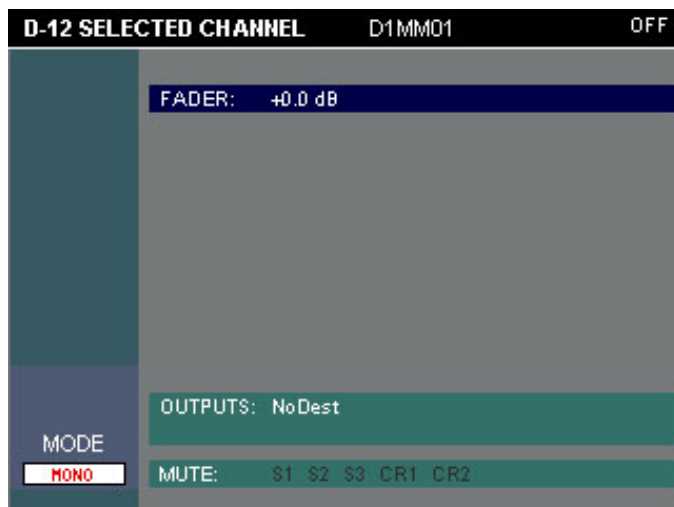 D-12 SELECTED CHANNEL D1MM01 OFF
FADER: +0.0 dB
OUTPUTS: NoDest
MODE
MONO
MUTE: S1 S2 S3 CR1 CR2